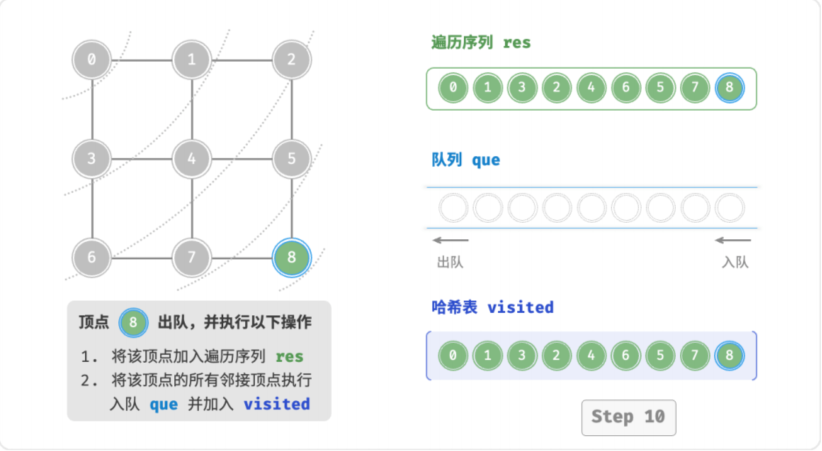 0 1 2
3 4 5
6 7 8
顶点 8 出队，并执行以下操作
1. 将该顶点加入遍历序列 res
2. 将该顶点的所有邻接顶点执行
入队 que 并加入 visited
遍历序列 res
0 1 3 2 4 6 5 7 8
队列 que
出队 入队
哈希表 visited
0 1 3 2 4 6 5 7 8
Step 10